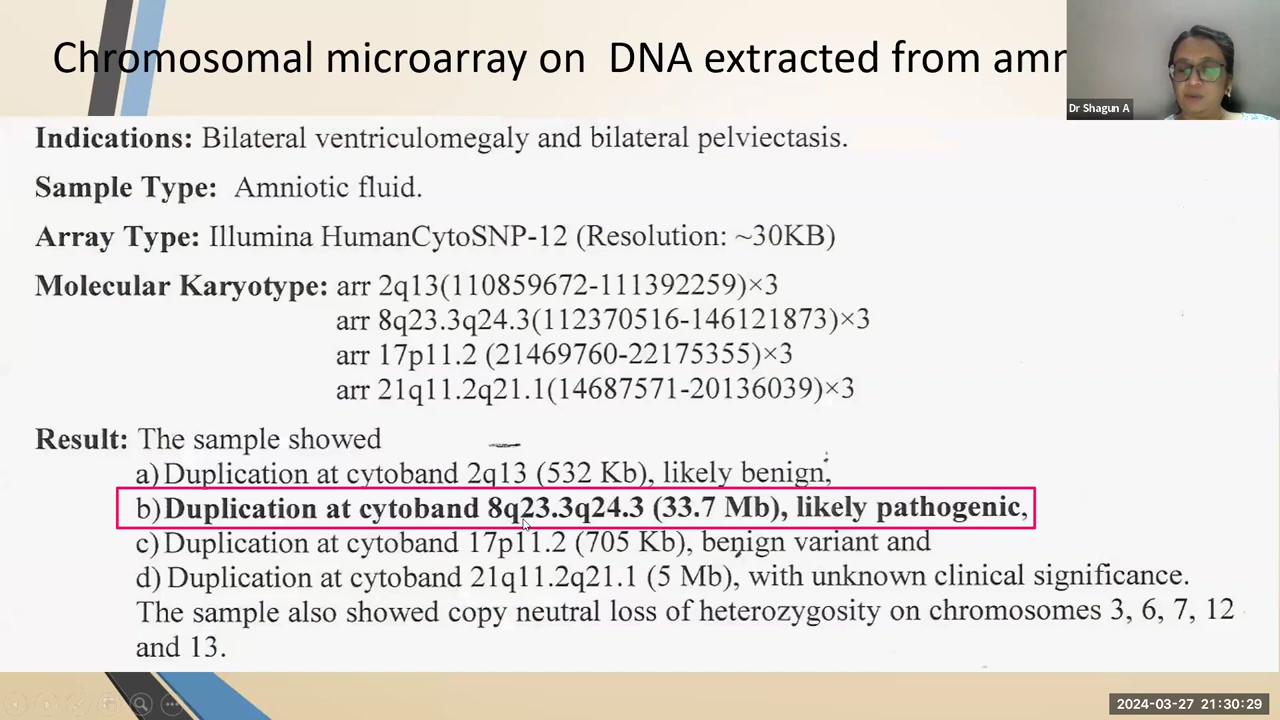 Chromosomal microarray on DNA extracted from
Dr Shagun A
Indications: Bilateral ventriculomegaly and bilateral pelviectasis.
Sample Type: Amniotic fluid.
Array Type: Illumina HumanCytoSNP-12 (Resolution: ~30KB)
Molecular Karyotype: arr 2q13(110859672-111392259)×3
arr 8q23.3q24.3(112370516-146121873)×3
arr 17p11.2 (21469760-22175355)×3
arr 21q11.2q21.1(14687571-20136039)×3
Result: The sample showed
a) Duplication at cytoband 2q13 (532 Kb), likely benign,
b) Duplication at cytoband 8q23.3q24.3 (33.7 Mb), likely pathogenic,
c) Duplication at cytoband 17p11.2 (705 Kb), benign variant and
d) Duplication at cytoband 21q11.2q21.1 (5 Mb), with unknown clinical significance.
The sample also showed copy neutral loss of heterozygosity on chromosomes 3, 6, 7, 12
and 13.
2024-03-27 21:30:29